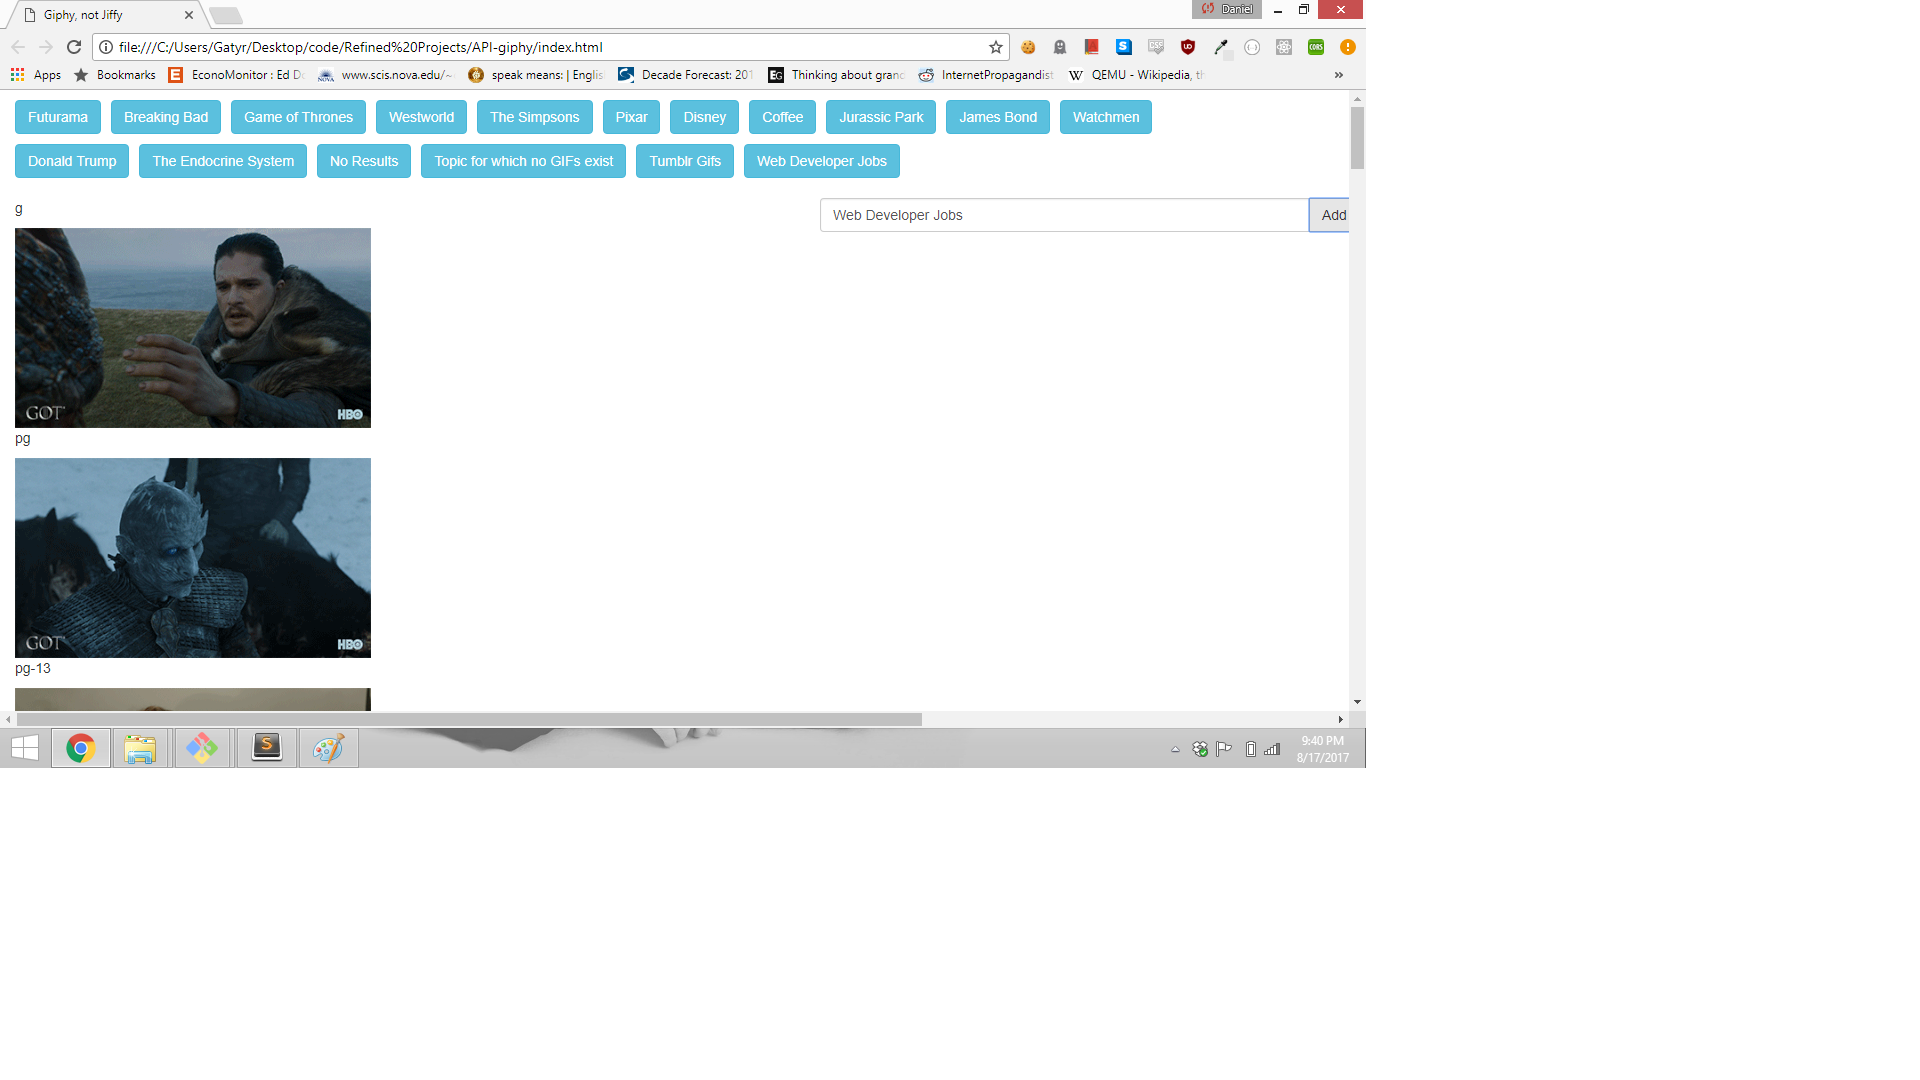 Giphy, not Jiffy
Daniel
file:///C:/Users/Gatyr/Desktop/code/Refined%20Projects/API-giphy/index.html
Apps Bookmarks EconoMonitor : Ed D www.scis.nova.edu/~ speak means: | Englis Decade Forecast: 201 Thinking about gran InternetPropagandist QEMU - Wikipedia, th »
Futurama Breaking Bad Game of Thrones Westworld The Simpsons Pixar Disney Coffee Jurassic Park James Bond Watchmen
Donald Trump The Endocrine System No Results Topic for which no GIFs exist Tumblr Gifs Web Developer Jobs
g
Web Developer Jobs Add
GOT HBO
pg
GOT HBO
pg-13
9:40 PM
8/17/2017